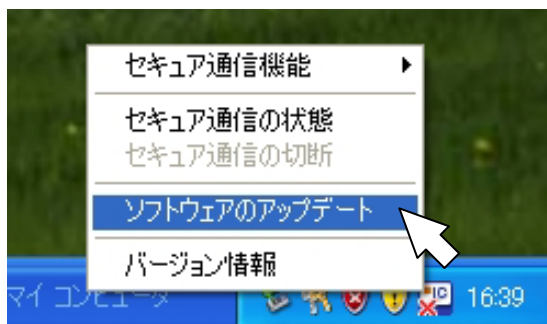 セキュア通信機能
セキュア通信の状態
セキュア通信の切断
ソフトウェアのアップデート
バージョン情報
マイ コンピュータ
IC
16:39